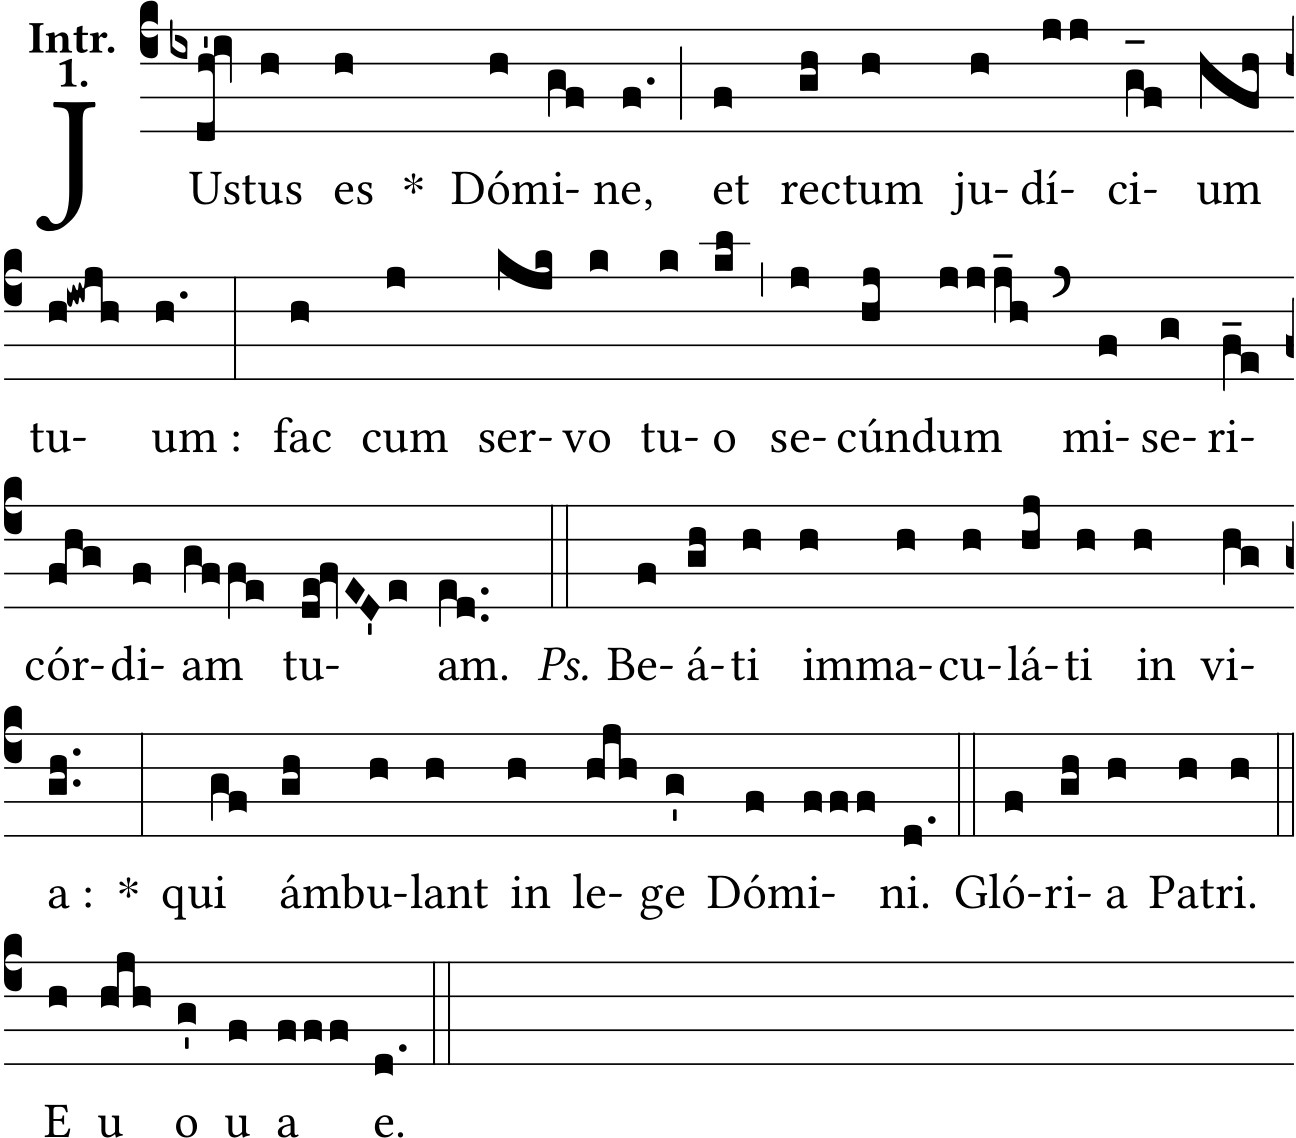 Intr.
1.
JUstus es * Dómi- ne, et rectum ju- dí- ci- um
tu- um : fac cum ser- vo tu- o se- cúndum mi- se- ri-
cór- di- am tu- am. Ps. Be- á- ti imma- cu- lá- ti in vi-
a : * qui ámbu- lant in le- ge Dómi- ni. Gló- ri- a Patri.
E u o u a e.